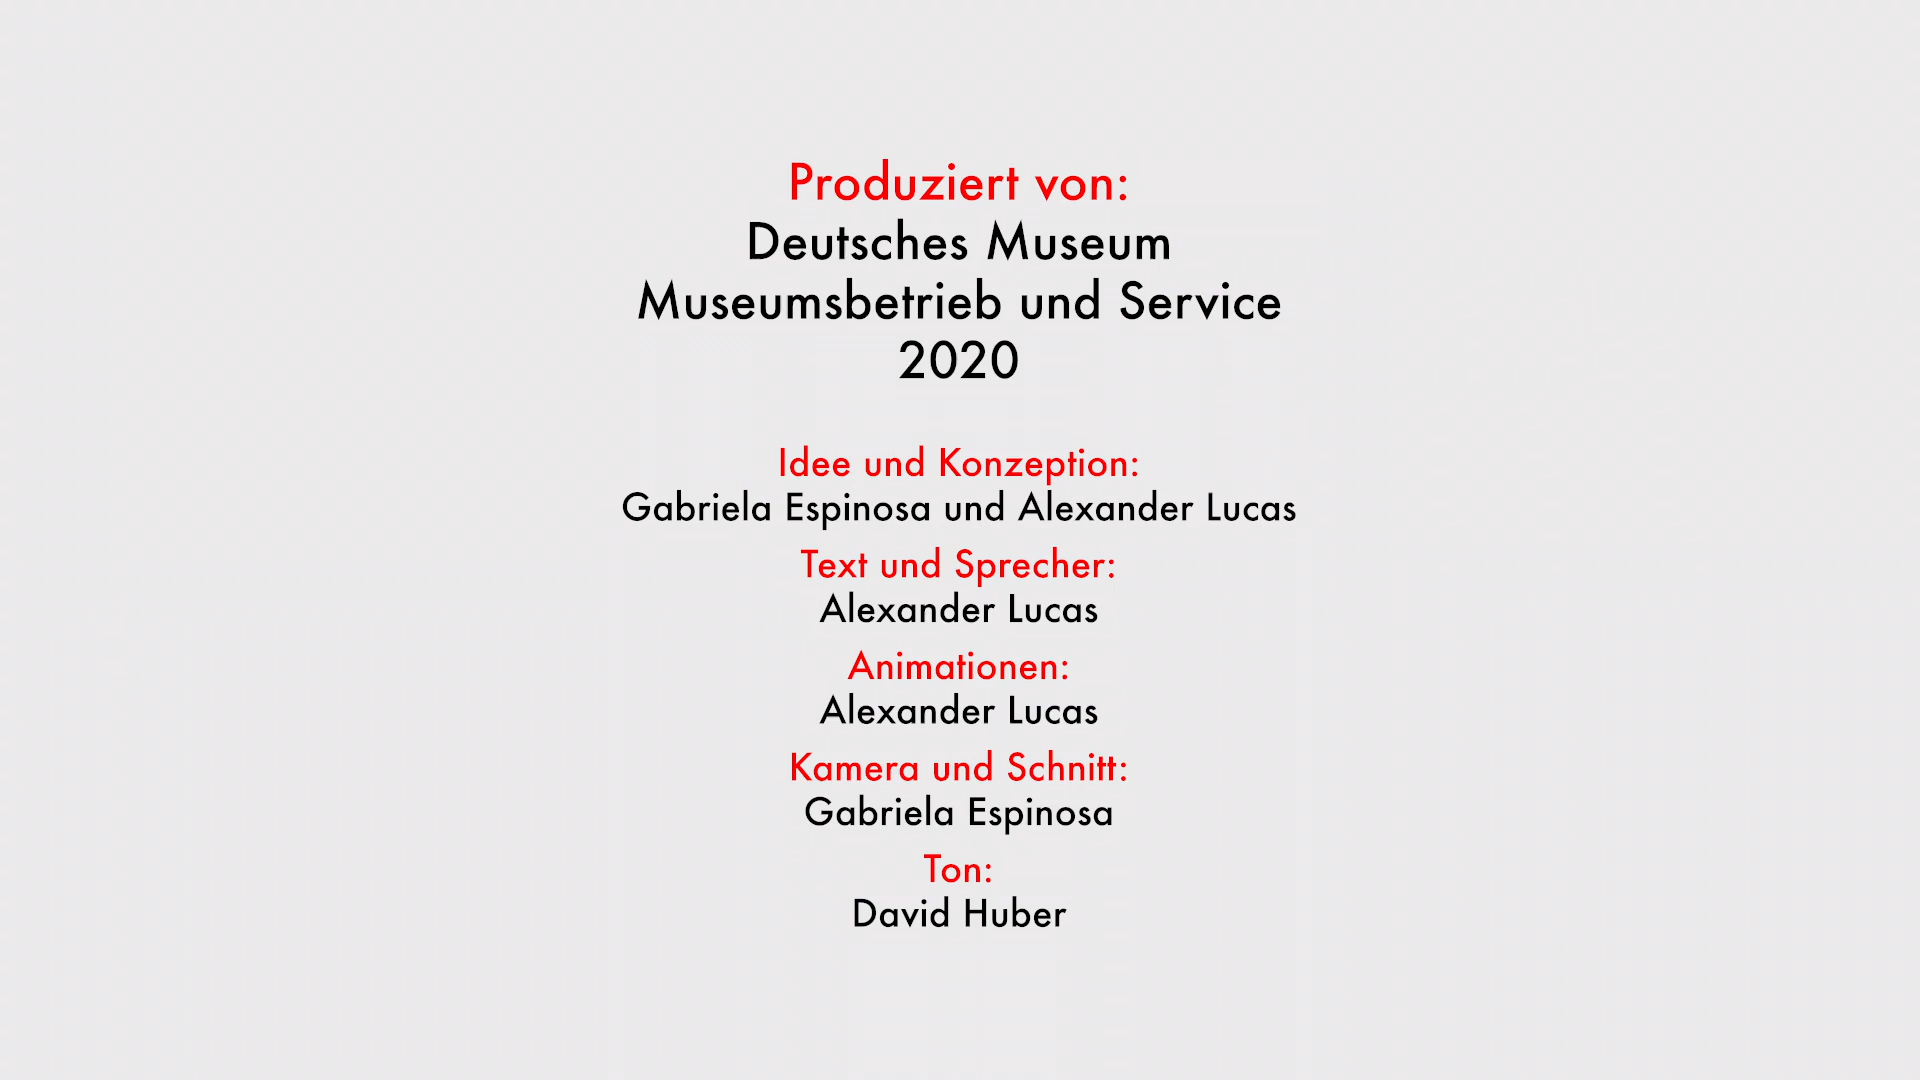 Produziert von:
Deutsches Museum
Museumsbetrieb und Service
2020
Idee und Konzeption:
Gabriela Espinosa und Alexander Lucas
Text und Sprecher:
Alexander Lucas
Animationen:
Alexander Lucas
Kamera und Schnitt:
Gabriela Espinosa
Ton:
David Huber